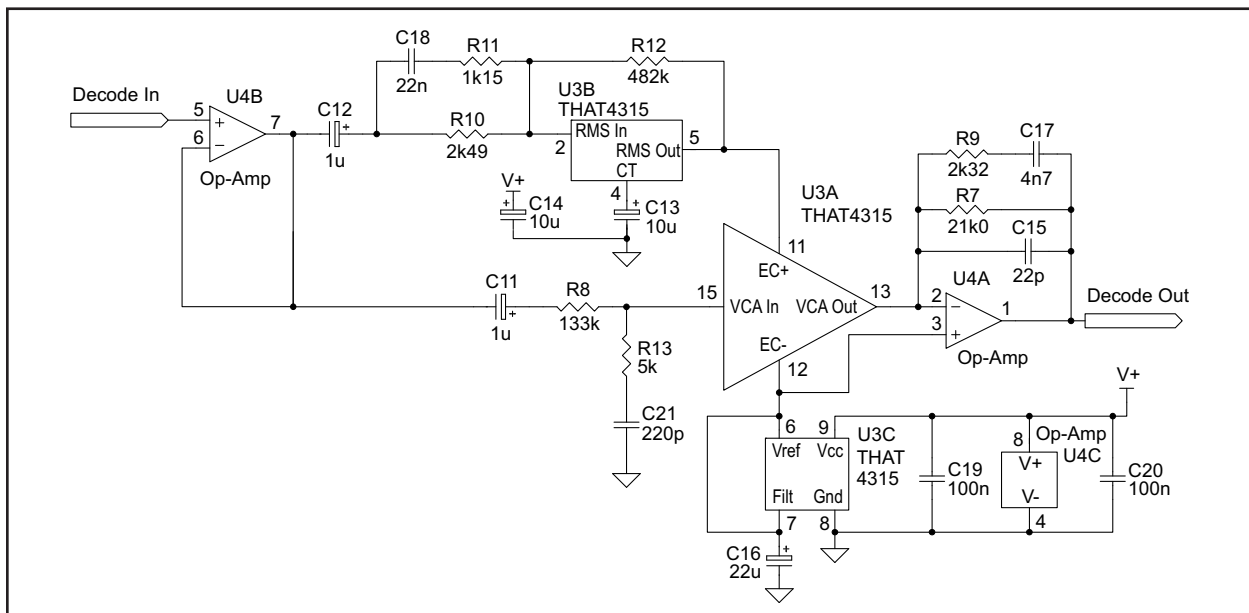 C18
22n
R11
1k15
R12
482k
Decode In
U4B
5
6
7
+
−
Op-Amp
C12
+
1u
R10
2k49
U3B
THAT4315
RMS In
RMS Out
CT
2
5
4
V+
+
C14
10u
+
C13
10u
R9
2k32
C17
4n7
R7
21k0
C15
22p
U3A
THAT4315
11
EC+
15
VCA In
VCA Out
13
EC-
12
C11
+
1u
R8
133k
R13
5k
C21
220p
U4A
2
3
−
+
1
Op-Amp
Decode Out
V+
6
9
Vref
Vcc
Filt
Gnd
7
8
U3C
THAT
4315
C19
100n
Op-Amp
U4C
8
V+
V-
4
C20
100n
C16
22u
+